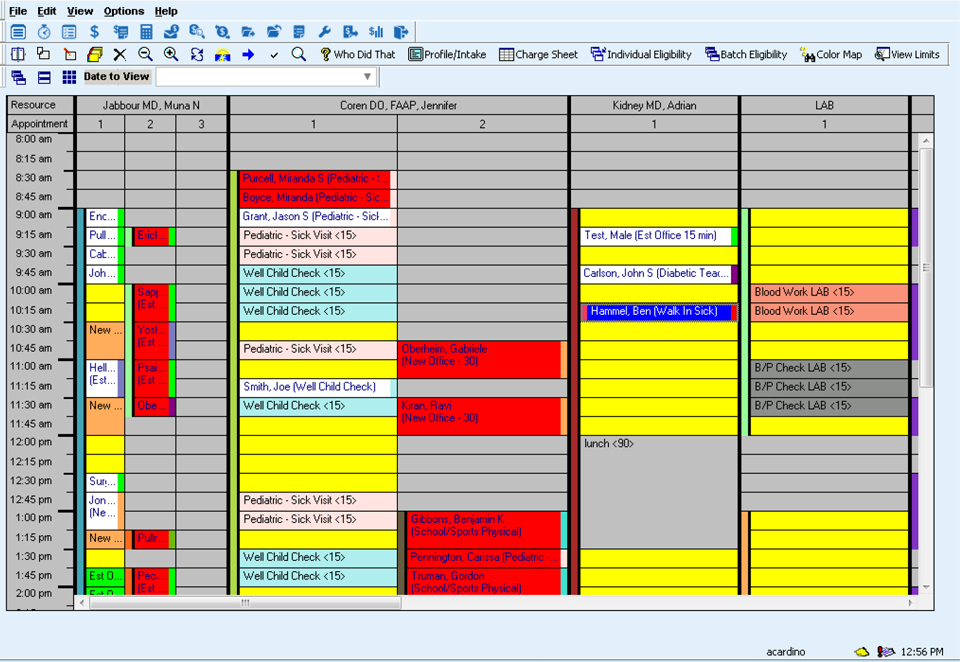 File Edit View Options Help
Who Did That Profile/Intake Charge Sheet Individual Eligibility Batch Eligibility Color Map View Limits
Date to View
Resource Jabbour MD, Muna N Coren DO, FAAP, Jennifer Kidney MD, Adrian LAB
Appointment 1 2 3 1 2 1 1
8:00 am
8:15 am
8:30 am Purcell, Miranda S (Pediatric -
8:45 am Boyce, Miranda (Pediatric - Sic...
9:00 am Enc... Grant, Jason S (Pediatric - Sick...
9:15 am Pull... Erick Pediatric - Sick Visit <15> Test, Male (Est Office 15 min)
9:30 am Cab... Pediatric - Sick Visit <15>
9:45 am Joh... Well Child Check <15> Carlson, John S (Diabetic Teac...
10:00 am Sapp Well Child Check <15> Blood Work LAB <15>
(Est ...
10:15 am Well Child Check <15> Hammel, Ben (Walk In Sick) Blood Work LAB <15>
10:30 am New ... Yosh...
(Est ...
10:45 am Pediatric - Sick Visit <15> Oberheim, Gabriele
(New Office - 30)
11:00 am Hell... Psai... B/P Check LAB <15>
(Est... (Est ...
11:15 am Smith, Joe (Well Child Check) B/P Check LAB <15>
11:30 am New ... Obe... Well Child Check <15> Kiran, Ravi B/P Check LAB <15>
(New Office - 30)
11:45 am
12:00 pm lunch <90>
12:15 pm
12:30 pm Sur...
12:45 pm Jon... Pediatric - Sick Visit <15>
(Ne...
1:00 pm Pediatric - Sick Visit <15> Gibbons, Benjamin K
(School/Sports Physical)
1:15 pm New ... Pullr
1:30 pm Well Child Check <15> Pennington, Carissa (Pediatric - ...
1:45 pm Est O... Pec... Well Child Check <15> Truman, Gordon
(Est ... (School/Sports Physical)
2:00 pm Est O...
acardino 12:56 PM